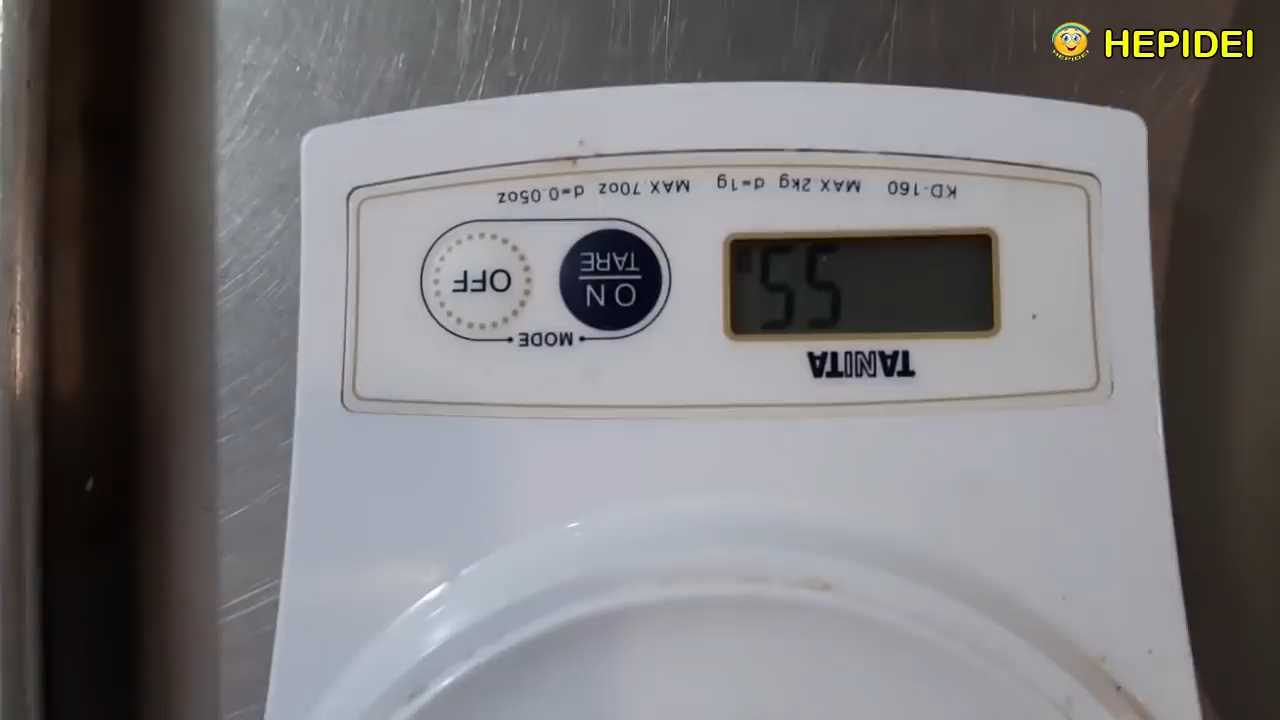 HEPIDEI
TANITA
55 g
MODE
ON
TARE
OFF
KD-160 MAX 2kg d=1g MAX.70oz d=0.05oz